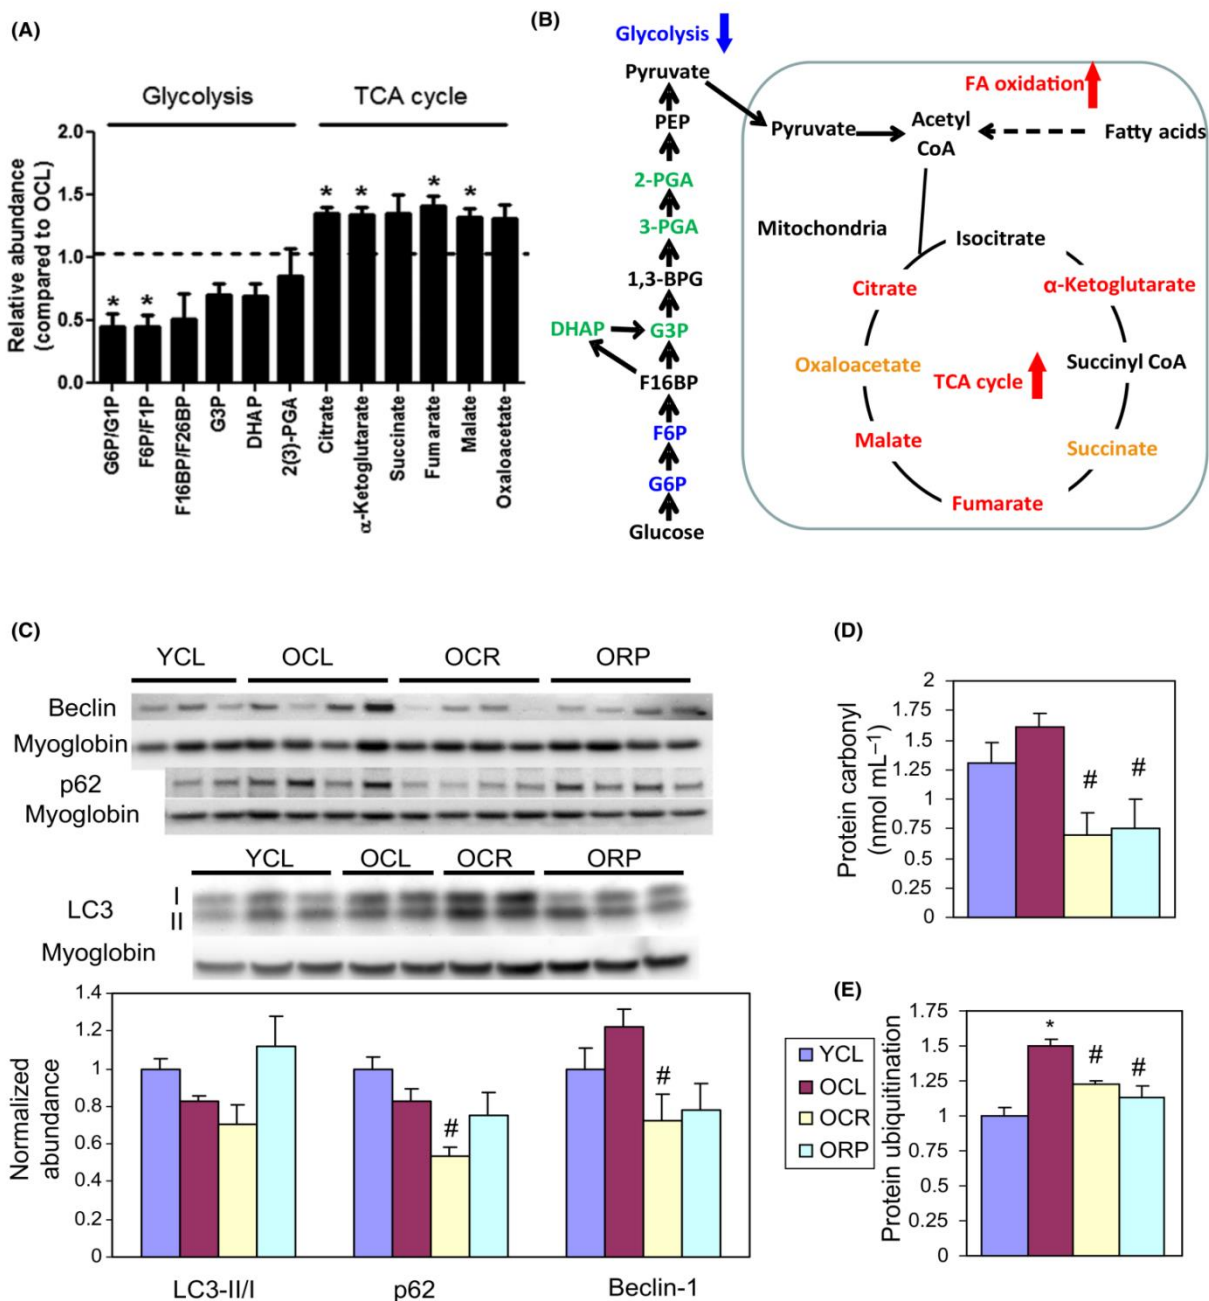 (A)
Glycolysis TCA cycle
Relative abundance
(compared to OCL)
2.0
1.5
1.0
0.5
0.0
* * * * * *
G6P/G1P
F6P/F1P
F16BP/F26BP
G3P
DHAP
2(3)-PGA
Citrate
α-Ketoglutarate
Succinate
Fumarate
Malate
Oxaloacetate
(B)
Glycolysis
Pyruvate
PEP
2-PGA
3-PGA
1,3-BPG
DHAP G3P
F16BP
F6P
G6P
Glucose
FA oxidation
Pyruvate Acetyl CoA Fatty acids
Mitochondria
Isocitrate
Citrate α-Ketoglutarate
Oxaloacetate Succinyl CoA
TCA cycle
Malate Succinate
Fumarate
(C)
YCL OCL OCR ORP
Beclin
Myoglobin
p62
Myoglobin
YCL OCL OCR ORP
LC3 I
II
Myoglobin
Normalized
abundance
1.4
1.2
1
0.8
0.6
0.4
0.2
0
# #
LC3-II/I p62 Beclin-1
(D)
Protein carbonyl
(nmol mL⁻¹)
2
1.75
1.5
1.25
1
0.75
0.5
0.25
0
# #
(E)
YCL
OCL
OCR
ORP
Protein ubiquitination
1.75
1.5
1.25
1
0.75
0.5
0.25
0
* # #